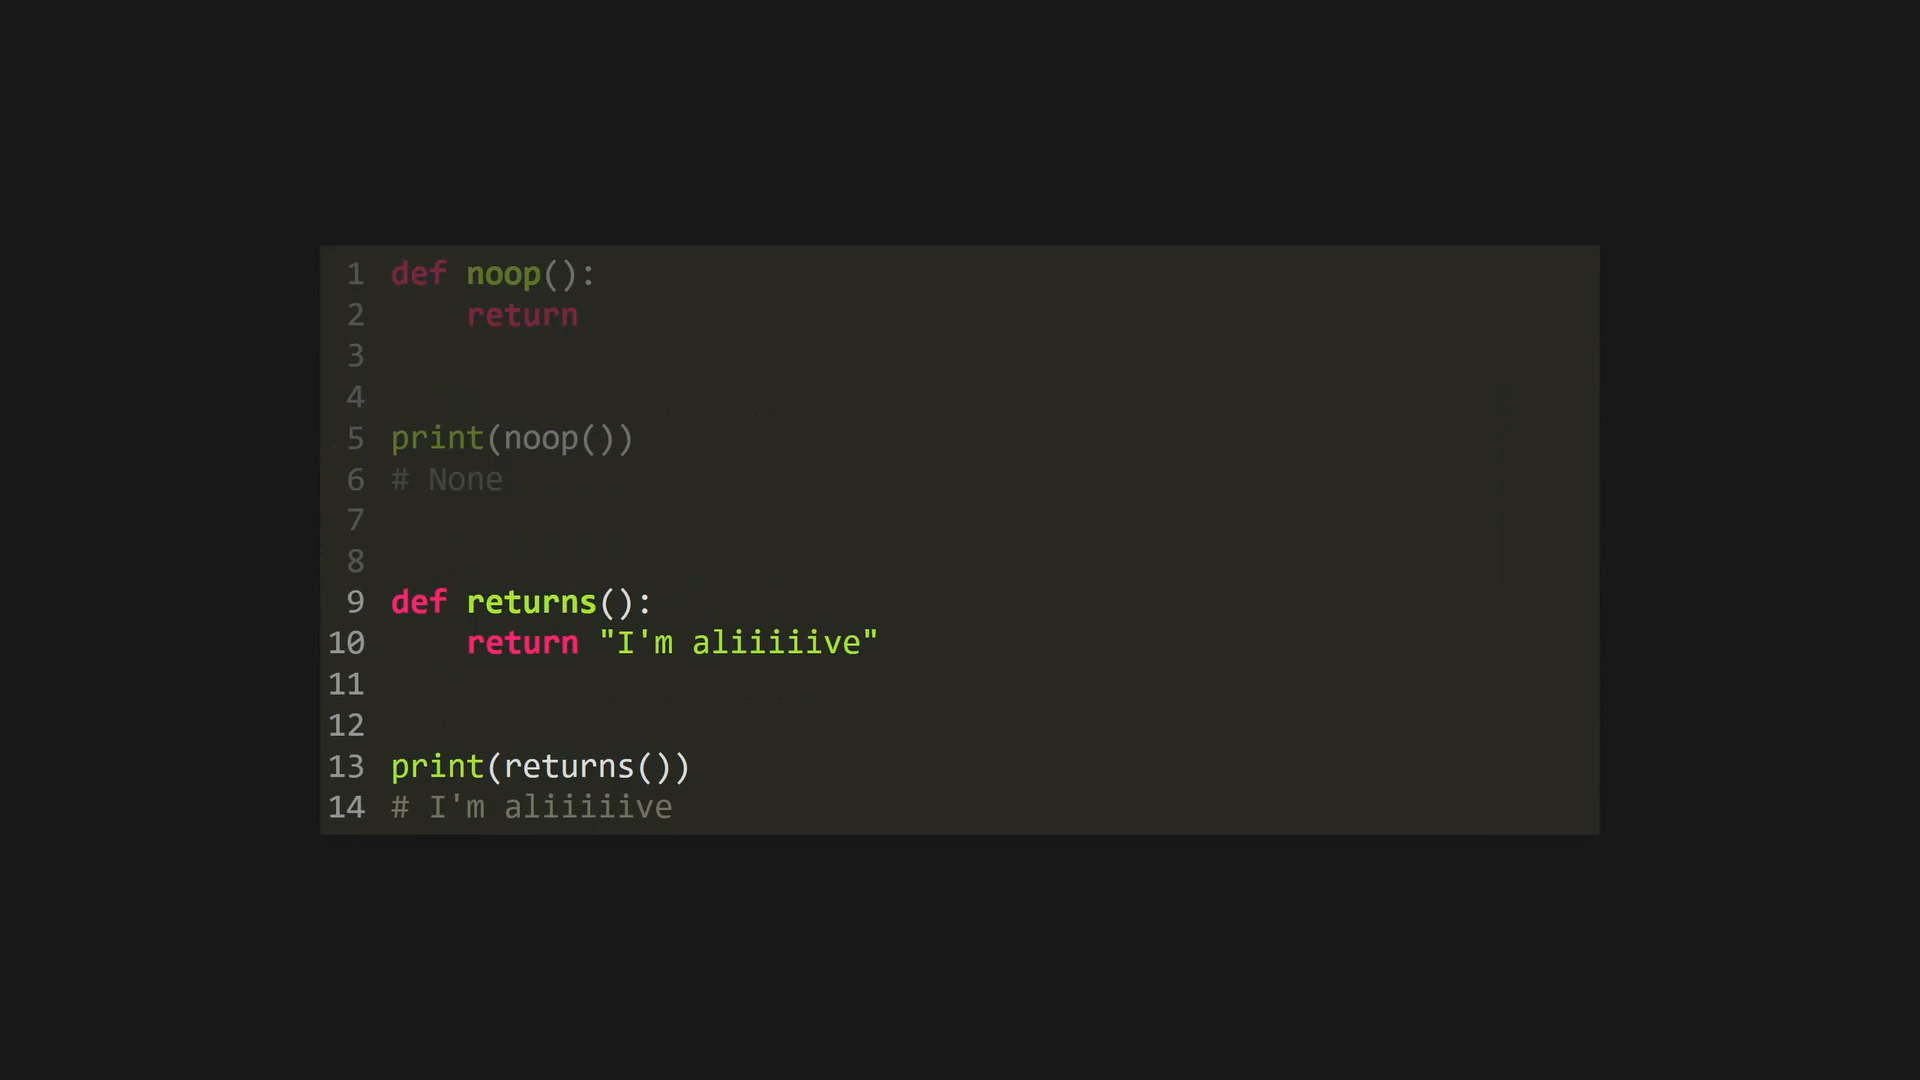 1 def noop():
2     return
3
4
5 print(noop())
6 # None
7
8
9 def returns():
10     return "I'm aliiiiive"
11
12
13 print(returns())
14 # I'm aliiiiive